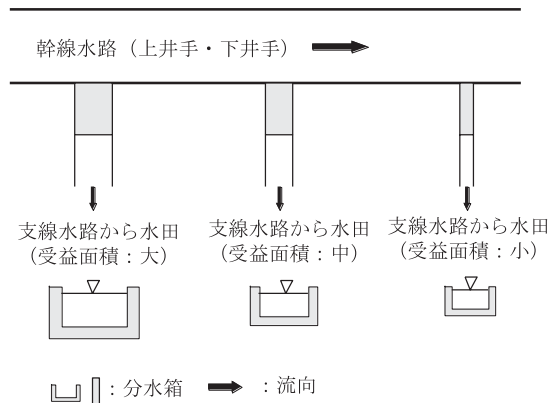 幹線水路（上井手・下井手）
支線水路から水田
（受益面積：大）
支線水路から水田
（受益面積：中）
支線水路から水田
（受益面積：小）
：分水箱
：流向